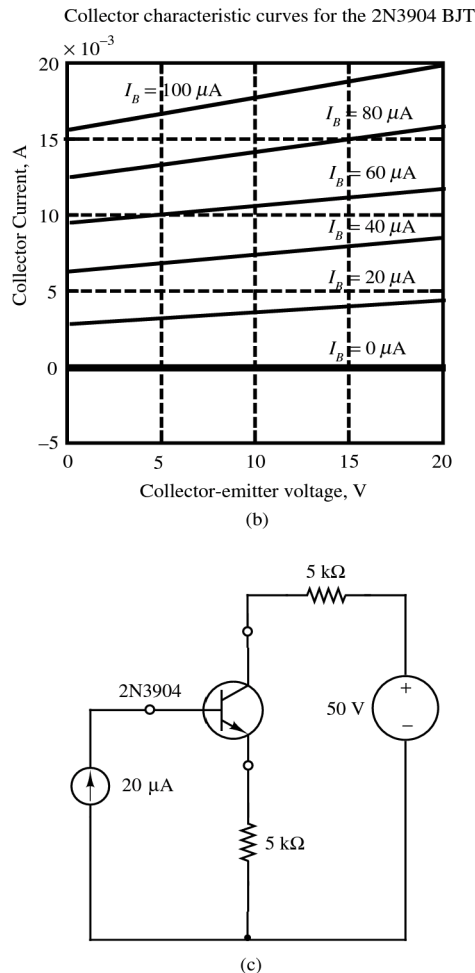 Collector characteristic curves for the 2N3904 BJT
× 10⁻³
20
I_B = 100 μA
I_B = 80 μA
15
I_B = 60 μA
10
I_B = 40 μA
I_B = 20 μA
5
I_B = 0 μA
0
−5
0 5 10 15 20
Collector Current, A
Collector-emitter voltage, V
(b)
5 kΩ
2N3904
50 V
+
−
20 μA
5 kΩ
(c)